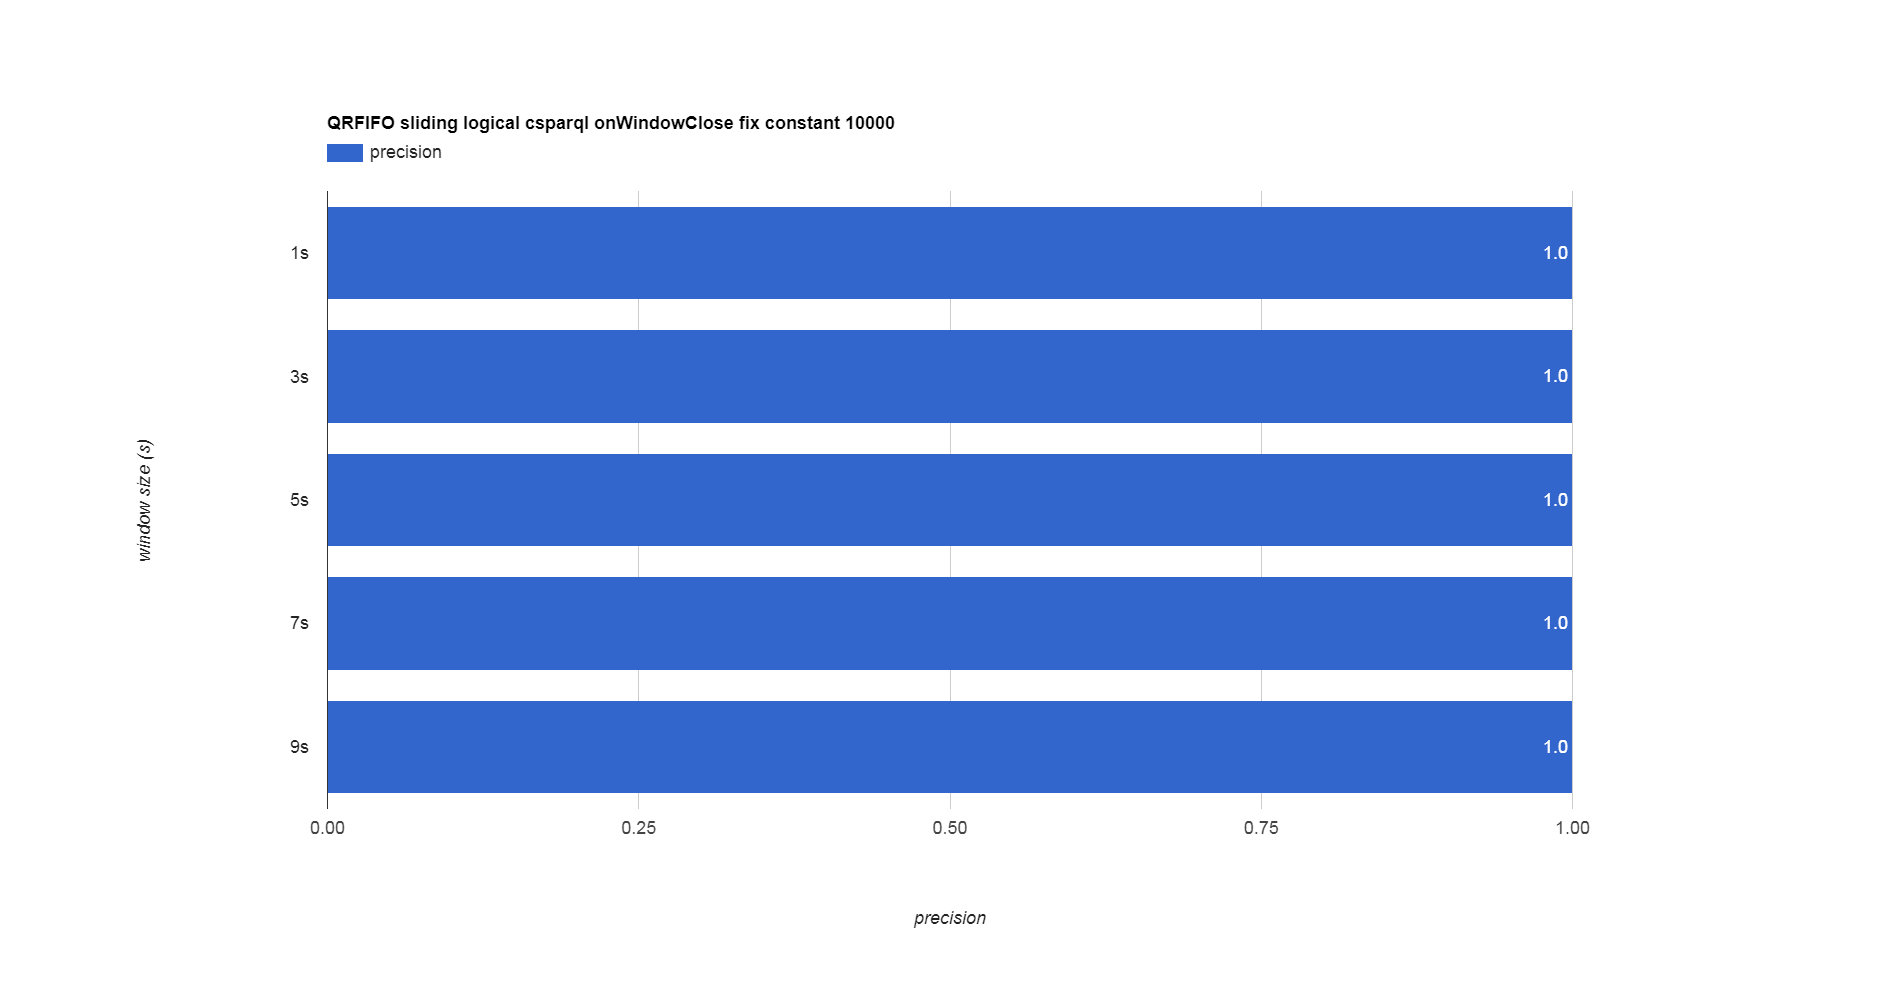 QRFIFO sliding logical csparql onWindowClose fix constant 10000
precision
window size (s)
1s 1.0
3s 1.0
5s 1.0
7s 1.0
9s 1.0
0.00 0.25 0.50 0.75 1.00
precision